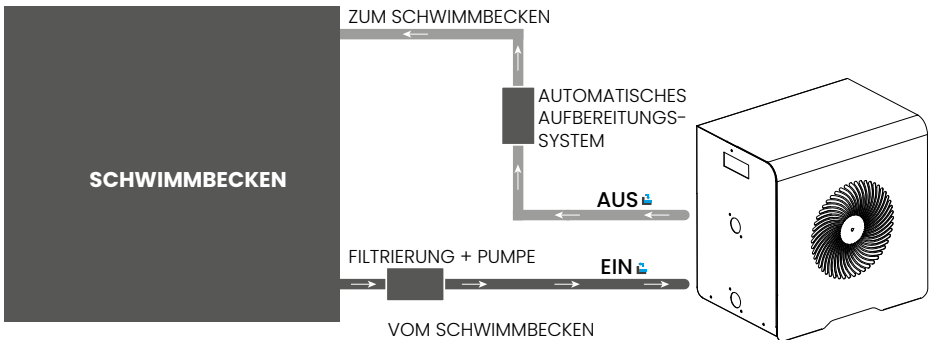 ZUM SCHWIMMBECKEN
AUTOMATISCHES
AUFBEREITUNGS-
SYSTEM
SCHWIMMBECKEN
AUS
FILTRIERUNG + PUMPE
EIN
VOM SCHWIMMBECKEN